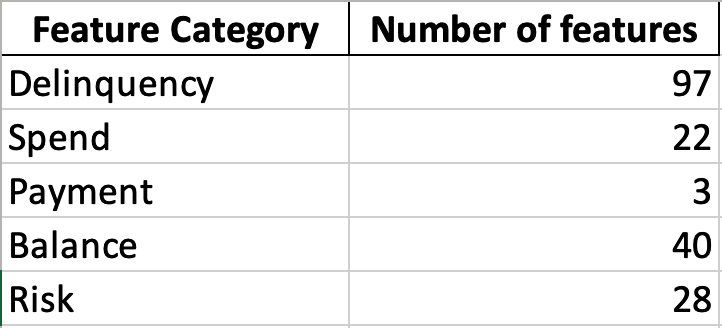 Feature Category Number of features
Delinquency 97
Spend 22
Payment 3
Balance 40
Risk 28